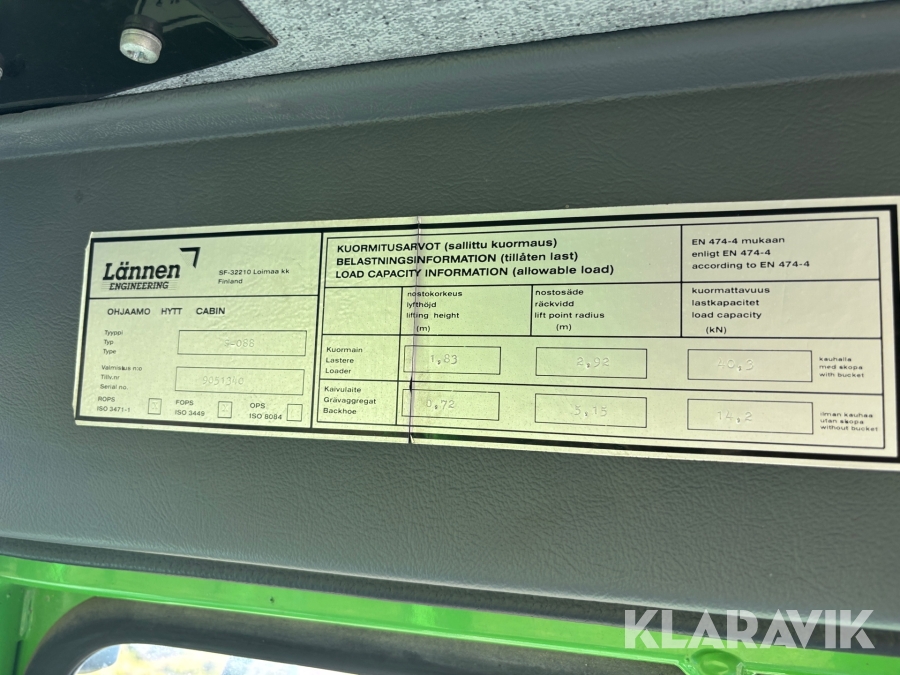 Lännen
ENGINEERING
SF-32210 Loimaa kk
Finland
OHJAAMO HYTT CABIN
Tyyppi
Typ
Type
Valmistus n:o
Tillv.nr
Serial no.
ROPS
ISO 3471-1
FOPS
ISO 3449
OPS
ISO 8084
KUORMITUSARVOT (sallittu kuormaus)
BELASTNINGSINFORMATION (tillåten last)
LOAD CAPACITY INFORMATION (allowable load)
EN 474-4 mukaan
enligt EN 474-4
according to EN 474-4
nostokorkeus
lyfthöjd
lifting height
(m)
nostosäde
räckvidd
lift point radius
(m)
kuormattavuus
lastkapacitet
load capacity
(kN)
Kuormain
Lastere
Loader
1,83
2,92
40,3
kauhalla
med skopa
with bucket
Kaivulaite
Grävaggregat
Backhoe
0,72
5,15
14,2
ilman kauhaa
utan skopa
without bucket
KLARAVIK